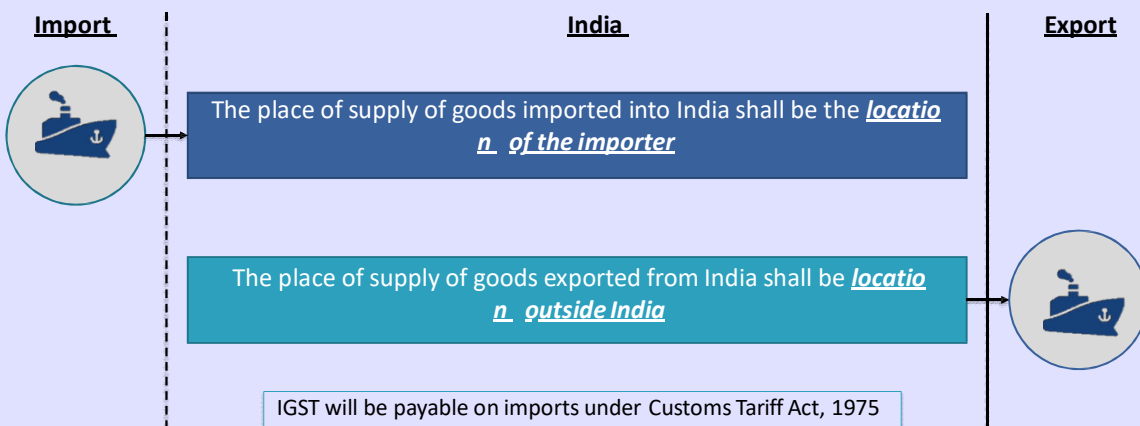 Import
India
Export
The place of supply of goods imported into India shall be the locatio
n of the importer
The place of supply of goods exported from India shall be locatio
n outside India
IGST will be payable on imports under Customs Tariff Act, 1975